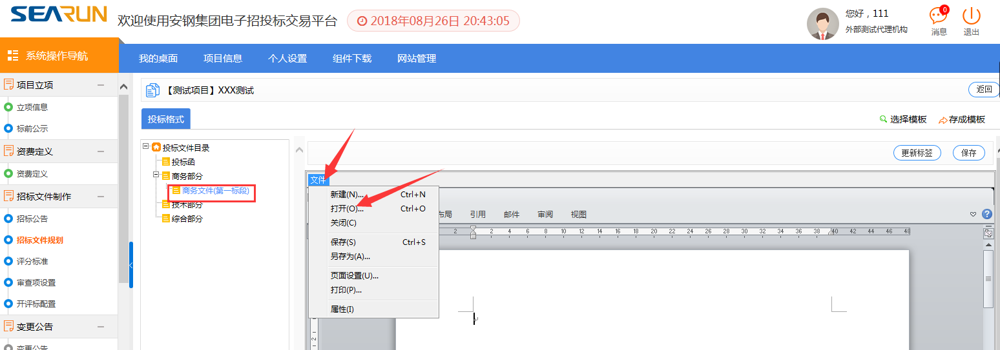 SEARUN 欢迎使用安钢集团电子招投标交易平台 2018年08月26日 20:43:05
您好，111
外部测试代理机构
0
消息 退出
系统操作导航
我的桌面 项目信息 个人设置 组件下载 网站管理
项目立项
立项信息
标前公示
资费定义
资费定义
招标文件制作
招标公告
招标文件规划
评分标准
审查项设置
开评标配置
变更公告
变更公告
【测试项目】XXX测试 返回
投标格式 选择模板 存成模板
投标文件目录
投标函
商务部分
商务文件(第一标段)
技术部分
综合部分
更新标签 保存
文件
新建(N)... Ctrl+N
打开(O)... Ctrl+O
关闭(C)
保存(S) Ctrl+S
另存为(A)...
页面设置(U)...
打印(P)...
属性(I)
布局 引用 邮件 审阅 视图
2 2 4 6 8 10 12 14 16 18 20 22 24 26 28 30 32 34 36 38 40 42 44 46 48
2